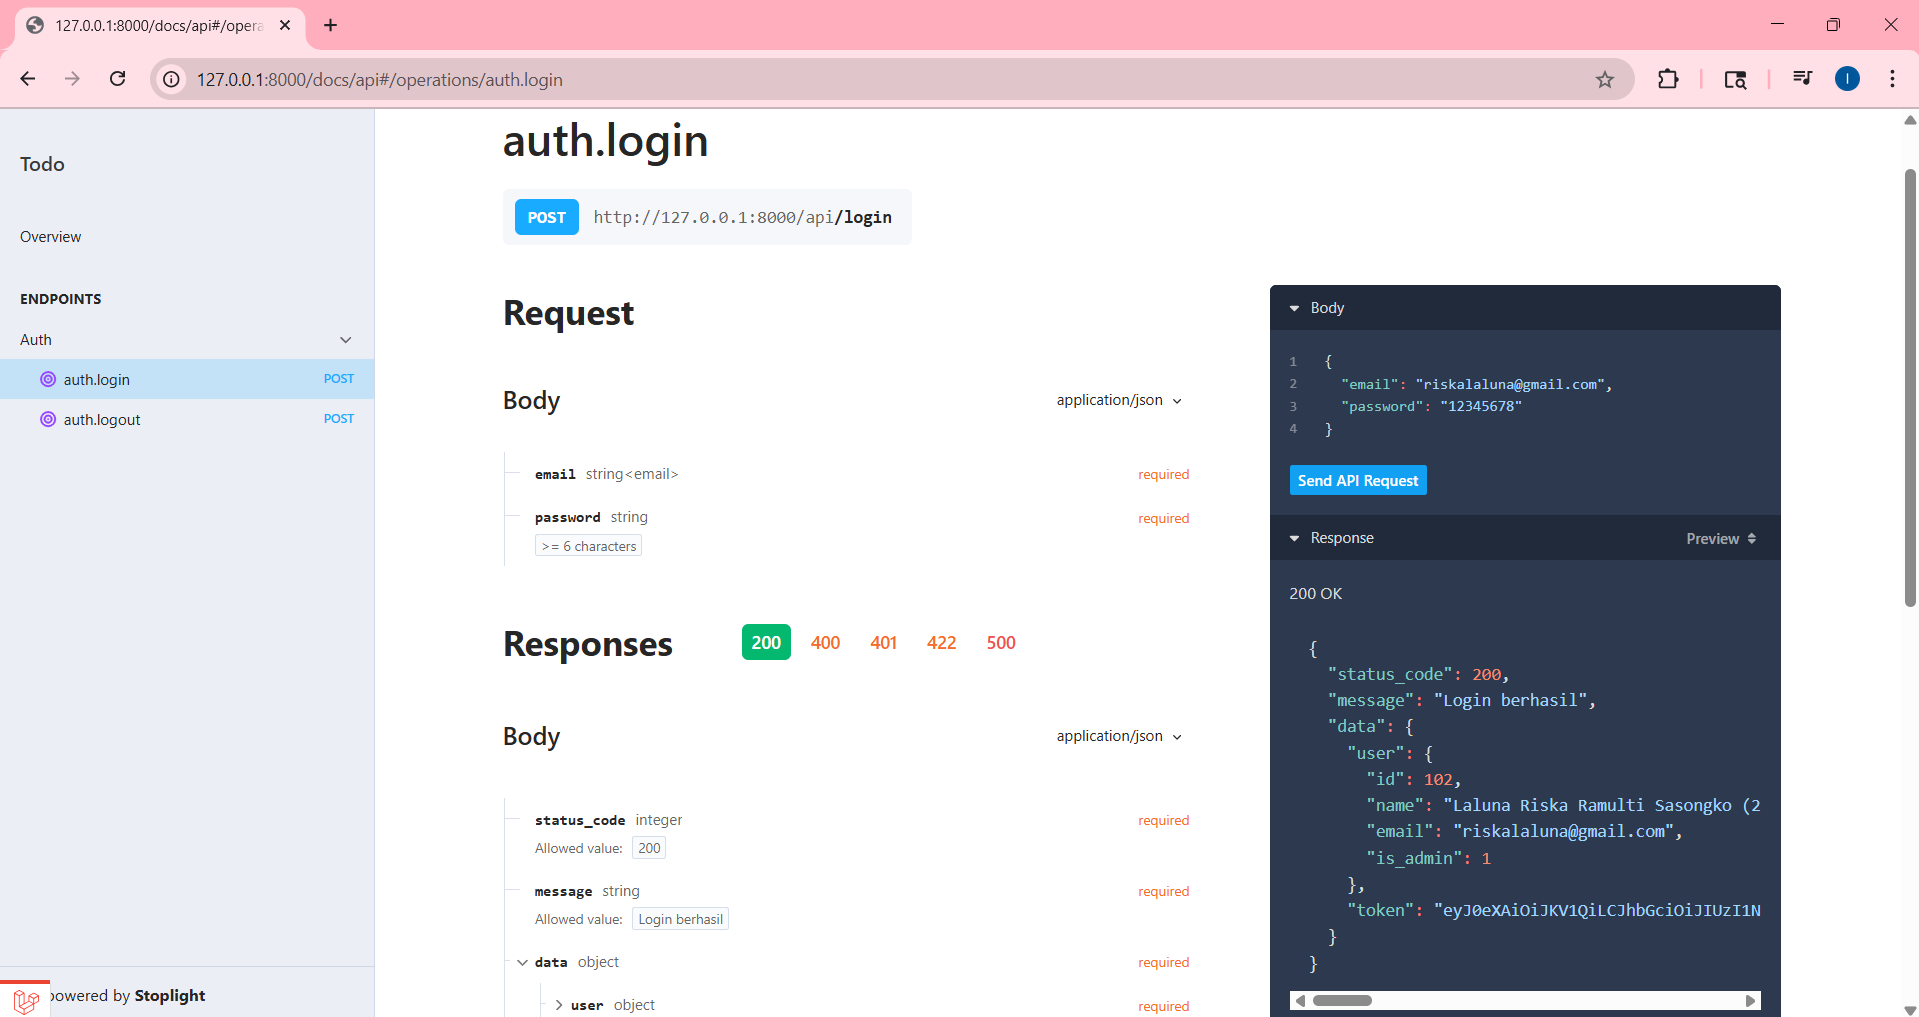 127.0.0.1:8000/docs/api#/opera
127.0.0.1:8000/docs/api#/operations/auth.login
I
Todo
Overview
ENDPOINTS
Auth
auth.login POST
auth.logout POST
powered by Stoplight
auth.login
POST http://127.0.0.1:8000/api/login
Request
Body application/json
email string<email> required
password string required
>= 6 characters
Responses 200 400 401 422 500
Body application/json
status_code integer required
Allowed value: 200
message string required
Allowed value: Login berhasil
data object required
user object required
Body
1 {
2 "email": "riskalaluna@gmail.com",
3 "password": "12345678"
4 }
Send API Request
Response Preview
200 OK
{
"status_code": 200,
"message": "Login berhasil",
"data": {
"user": {
"id": 102,
"name": "Laluna Riska Ramulti Sasongko (2
"email": "riskalaluna@gmail.com",
"is_admin": 1
},
"token": "eyJ0eXAiOiJKV1QiLCJhbGciOiJIUzI1N
}
}